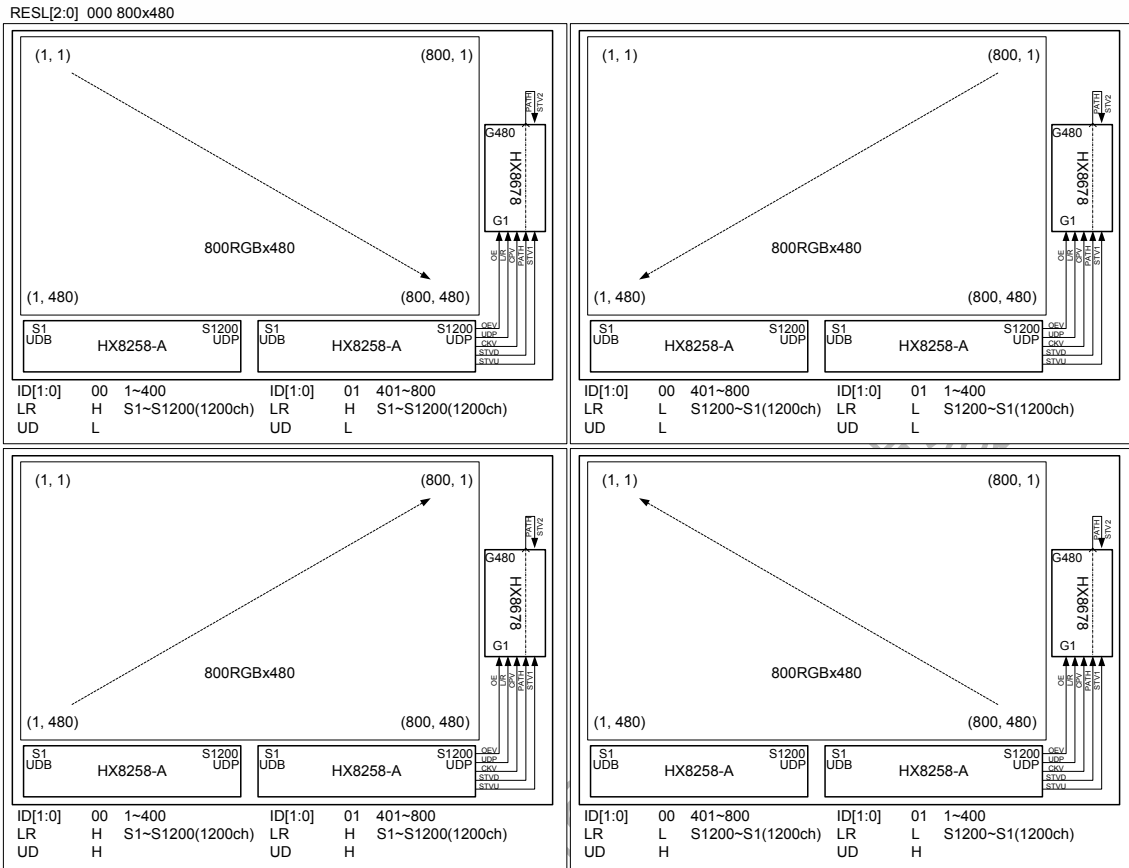 RESL[2:0] 000 800x480
(1, 1) (800, 1)
PATH
STV2
G480
HX8678
G1
800RGBx480
OE
L/R
CPV
PATH
STV1
(1, 480) (800, 480)
S1 S1200
UDB UDP
HX8258-A
S1 S1200
UDB UDP
HX8258-A
OEV
UDP
CKV
STVD
STVU
ID[1:0] 00 1~400 ID[1:0] 01 401~800
LR H S1~S1200(1200ch) LR H S1~S1200(1200ch)
UD L UD L
(1, 1) (800, 1)
PATH
STV2
G480
HX8678
G1
800RGBx480
OE
L/R
CPV
PATH
STV1
(1, 480) (800, 480)
S1 S1200
UDB UDP
HX8258-A
S1 S1200
UDB UDP
HX8258-A
OEV
UDP
CKV
STVD
STVU
ID[1:0] 00 401~800 ID[1:0] 01 1~400
LR L S1200~S1(1200ch) LR L S1200~S1(1200ch)
UD L UD L
(1, 1) (800, 1)
PATH
STV2
G480
HX8678
G1
800RGBx480
OE
L/R
CPV
PATH
STV1
(1, 480) (800, 480)
S1 S1200
UDB UDP
HX8258-A
S1 S1200
UDB UDP
HX8258-A
OEV
UDP
CKV
STVD
STVU
ID[1:0] 00 1~400 ID[1:0] 01 401~800
LR H S1~S1200(1200ch) LR H S1~S1200(1200ch)
UD H UD H
(1, 1) (800, 1)
PATH
STV2
G480
HX8678
G1
800RGBx480
OE
L/R
CPV
PATH
STV1
(1, 480) (800, 480)
S1 S1200
UDB UDP
HX8258-A
S1 S1200
UDB UDP
HX8258-A
OEV
UDP
CKV
STVD
STVU
ID[1:0] 00 401~800 ID[1:0] 01 1~400
LR L S1200~S1(1200ch) LR L S1200~S1(1200ch)
UD H UD H